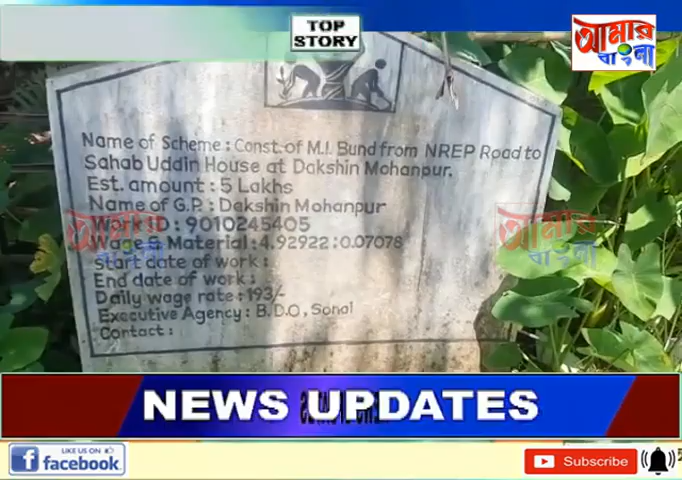 TOP
STORY
আমার
বাংলা
Name of Scheme : Const. of M.I. Bund from NREP Road to
Sahab Uddin House at Dakshin Mohanpur.
Est. amount : 5 Lakhs
Name of G.P. : Dakshin Mohanpur
Work ID : 9010245405
Wage & Material : 4.92922 : 0.07078
Start date of work :
End date of work :
Daily wage rate : 193/-
Executive Agency : B.D.O, Sonai
Contact :
আমার
বাংলা
আমার
বাংলা
NEWS UPDATES
LIKE US ON
facebook.
Subscribe